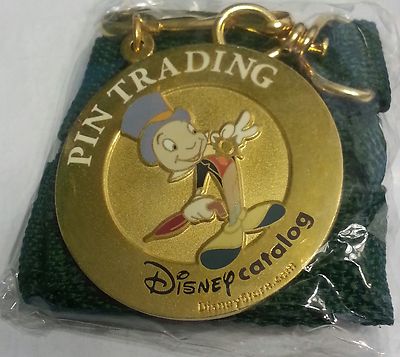 PIN TRADING
DISNEY catalog
DisneyStore.com